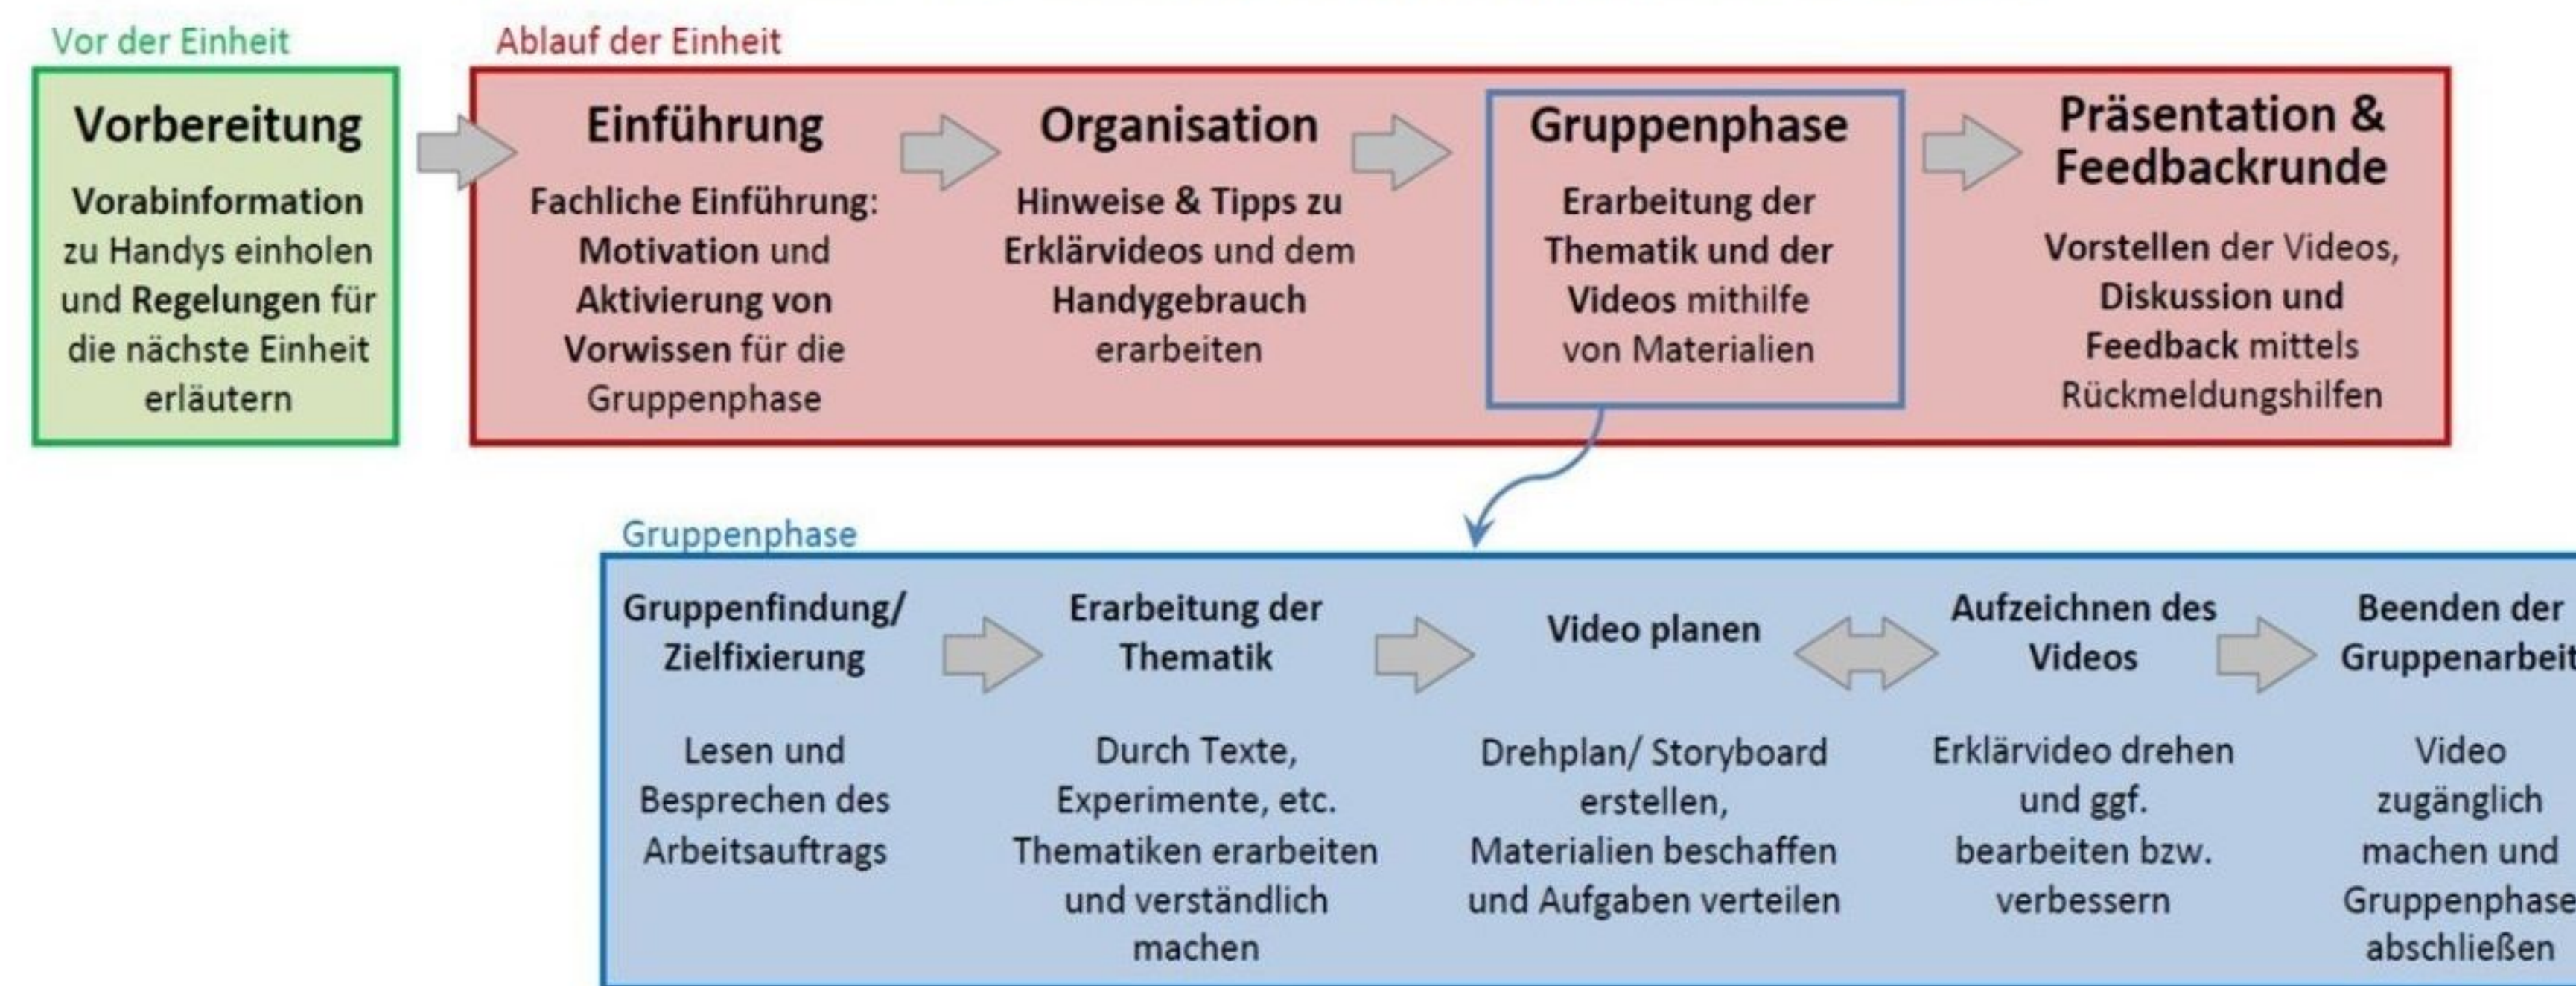 Vor der Einheit
Vorbereitung
Vorabinformation
zu Handys einholen
und Regelungen für
die nächste Einheit
erläutern
Ablauf der Einheit
Einführung
Fachliche Einführung:
Motivation und
Aktivierung von
Vorwissen für die
Gruppenphase
Organisation
Hinweise & Tipps zu
Erklärvideos und dem
Handygebrauch
erarbeiten
Gruppenphase
Erarbeitung der
Thematik und der
Videos mithilfe
von Materialien
Präsentation &
Feedbackrunde
Vorstellen der Videos,
Diskussion und
Feedback mittels
Rückmeldungshilfen
Gruppenphase
Gruppenfindung/
Zielfixierung
Lesen und
Besprechen des
Arbeitsauftrags
Erarbeitung der
Thematik
Durch Texte,
Experimente, etc.
Thematiken erarbeiten
und verständlich
machen
Video planen
Drehplan/ Storyboard
erstellen,
Materialien beschaffen
und Aufgaben verteilen
Aufzeichnen des
Videos
Erklärvideo drehen
und ggf.
bearbeiten bzw.
verbessern
Beenden der
Gruppenarbeit
Video
zugänglich
machen und
Gruppenphase
abschließen